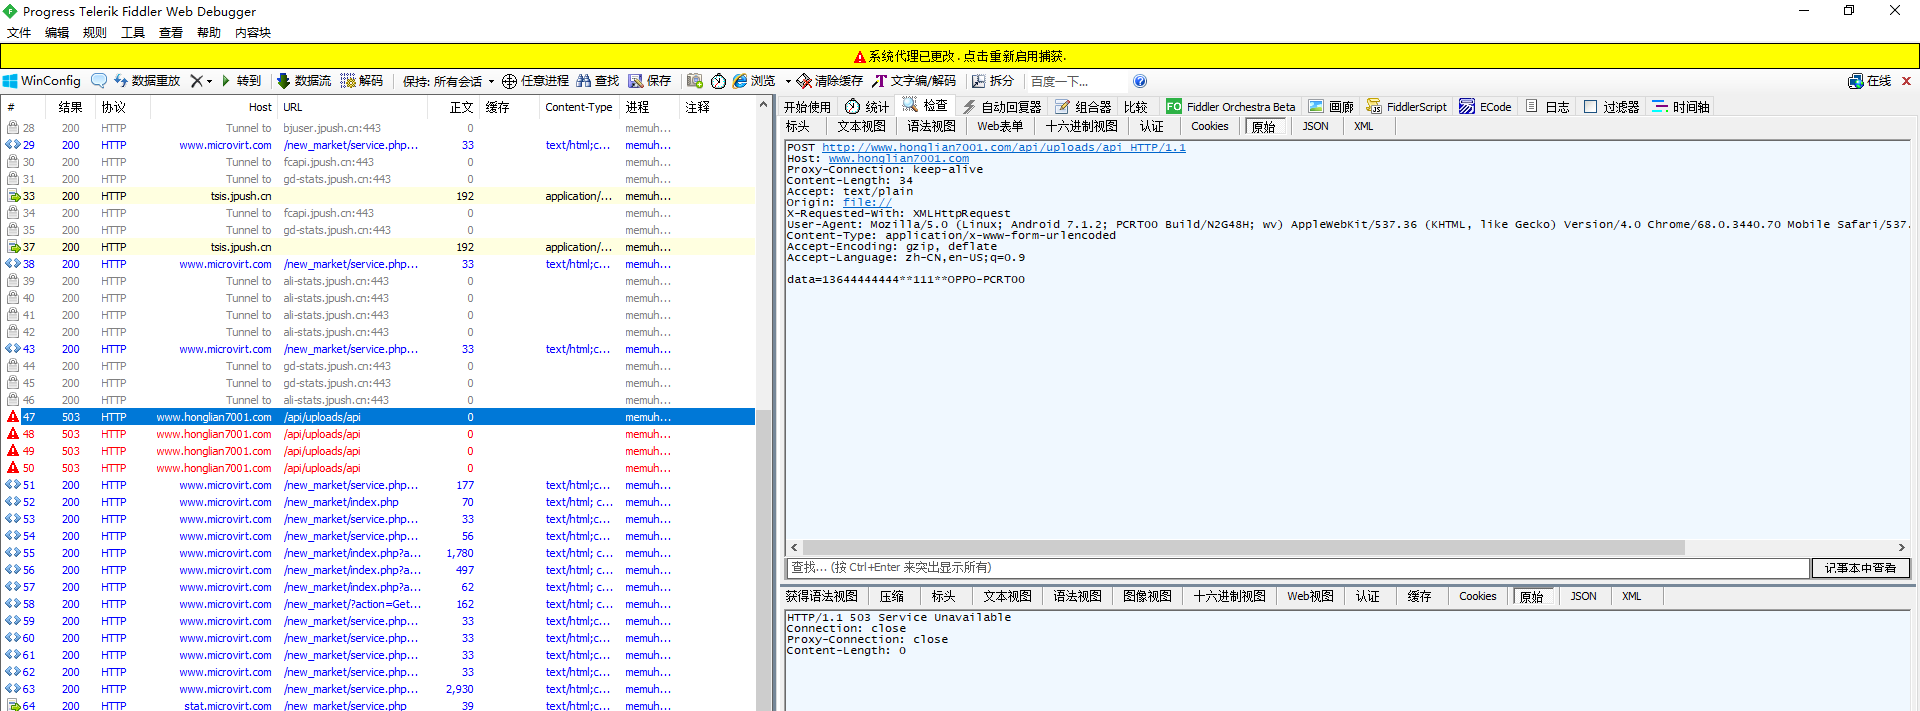 Progress Telerik Fiddler Web Debugger
文件 编辑 规则 工具 查看 帮助 内容块
系统代理已更改 . 点击重新启用捕获.
WinConfig 数据重放 转到 数据流 解码 保持: 所有会话 任意进程 查找 保存 浏览 清除缓存 文字编/解码 拆分 百度一下... 在线
# 结果 协议 Host URL 正文 缓存 Content-Type 进程 注释
28 200 HTTP Tunnel to bjuser.jpush.cn:443 0 memuh...
29 200 HTTP www.microvirt.com /new_market/service.php... 33 text/html;c... memuh...
30 200 HTTP Tunnel to fcapi.jpush.cn:443 0 memuh...
31 200 HTTP Tunnel to gd-stats.jpush.cn:443 0 memuh...
33 200 HTTP tsis.jpush.cn 192 application/... memuh...
34 200 HTTP Tunnel to fcapi.jpush.cn:443 0 memuh...
35 200 HTTP Tunnel to gd-stats.jpush.cn:443 0 memuh...
37 200 HTTP tsis.jpush.cn 192 application/... memuh...
38 200 HTTP www.microvirt.com /new_market/service.php... 33 text/html;c... memuh...
39 200 HTTP Tunnel to ali-stats.jpush.cn:443 0 memuh...
40 200 HTTP Tunnel to ali-stats.jpush.cn:443 0 memuh...
41 200 HTTP Tunnel to ali-stats.jpush.cn:443 0 memuh...
42 200 HTTP Tunnel to ali-stats.jpush.cn:443 0 memuh...
43 200 HTTP www.microvirt.com /new_market/service.php... 33 text/html;c... memuh...
44 200 HTTP Tunnel to gd-stats.jpush.cn:443 0 memuh...
45 200 HTTP Tunnel to gd-stats.jpush.cn:443 0 memuh...
46 200 HTTP Tunnel to ali-stats.jpush.cn:443 0 memuh...
47 503 HTTP www.honglian7001.com /api/uploads/api 0 memuh...
48 503 HTTP www.honglian7001.com /api/uploads/api 0 memuh...
49 503 HTTP www.honglian7001.com /api/uploads/api 0 memuh...
50 503 HTTP www.honglian7001.com /api/uploads/api 0 memuh...
51 200 HTTP www.microvirt.com /new_market/service.php... 177 text/html;c... memuh...
52 200 HTTP www.microvirt.com /new_market/index.php 70 text/html; c... memuh...
53 200 HTTP www.microvirt.com /new_market/service.php... 33 text/html;c... memuh...
54 200 HTTP www.microvirt.com /new_market/service.php... 56 text/html;c... memuh...
55 200 HTTP www.microvirt.com /new_market/index.php?a... 1,780 text/html; c... memuh...
56 200 HTTP www.microvirt.com /new_market/index.php?a... 497 text/html; c... memuh...
57 200 HTTP www.microvirt.com /new_market/index.php?a... 62 text/html; c... memuh...
58 200 HTTP www.microvirt.com /new_market/?action=Get... 162 text/html; c... memuh...
59 200 HTTP www.microvirt.com /new_market/service.php... 33 text/html;c... memuh...
60 200 HTTP www.microvirt.com /new_market/service.php... 33 text/html;c... memuh...
61 200 HTTP www.microvirt.com /new_market/service.php... 33 text/html;c... memuh...
62 200 HTTP www.microvirt.com /new_market/service.php... 33 text/html;c... memuh...
63 200 HTTP www.microvirt.com /new_market/service.php... 2,930 text/html;c... memuh...
64 200 HTTP stat.microvirt.com /new_market/service.php 39 text/html; c... memuh...
开始使用 统计 检查 自动回复器 组合器 比较 FO Fiddler Orchestra Beta 画廊 FiddlerScript ECode 日志 过滤器 时间轴
标头 文本视图 语法视图 Web表单 十六进制视图 认证 Cookies 原始 JSON XML
POST http://www.honglian7001.com/api/uploads/api HTTP/1.1
Host: www.honglian7001.com
Proxy-Connection: keep-alive
Content-Length: 34
Accept: text/plain
Origin: file://
X-Requested-With: XMLHttpRequest
User-Agent: Mozilla/5.0 (Linux; Android 7.1.2; PCRT00 Build/N2G48H; wv) AppleWebKit/537.36 (KHTML, like Gecko) Version/4.0 Chrome/68.0.3440.70 Mobile Safari/537.
Content-Type: application/x-www-form-urlencoded
Accept-Encoding: gzip, deflate
Accept-Language: zh-CN,en-US;q=0.9
data=13644444444**111**OPPO-PCRT00
查找... (按 Ctrl+Enter 来突出显示所有) 记事本中查看
获得语法视图 压缩 标头 文本视图 语法视图 图像视图 十六进制视图 Web视图 认证 缓存 Cookies 原始 JSON XML
HTTP/1.1 503 Service Unavailable
Connection: close
Proxy-Connection: close
Content-Length: 0